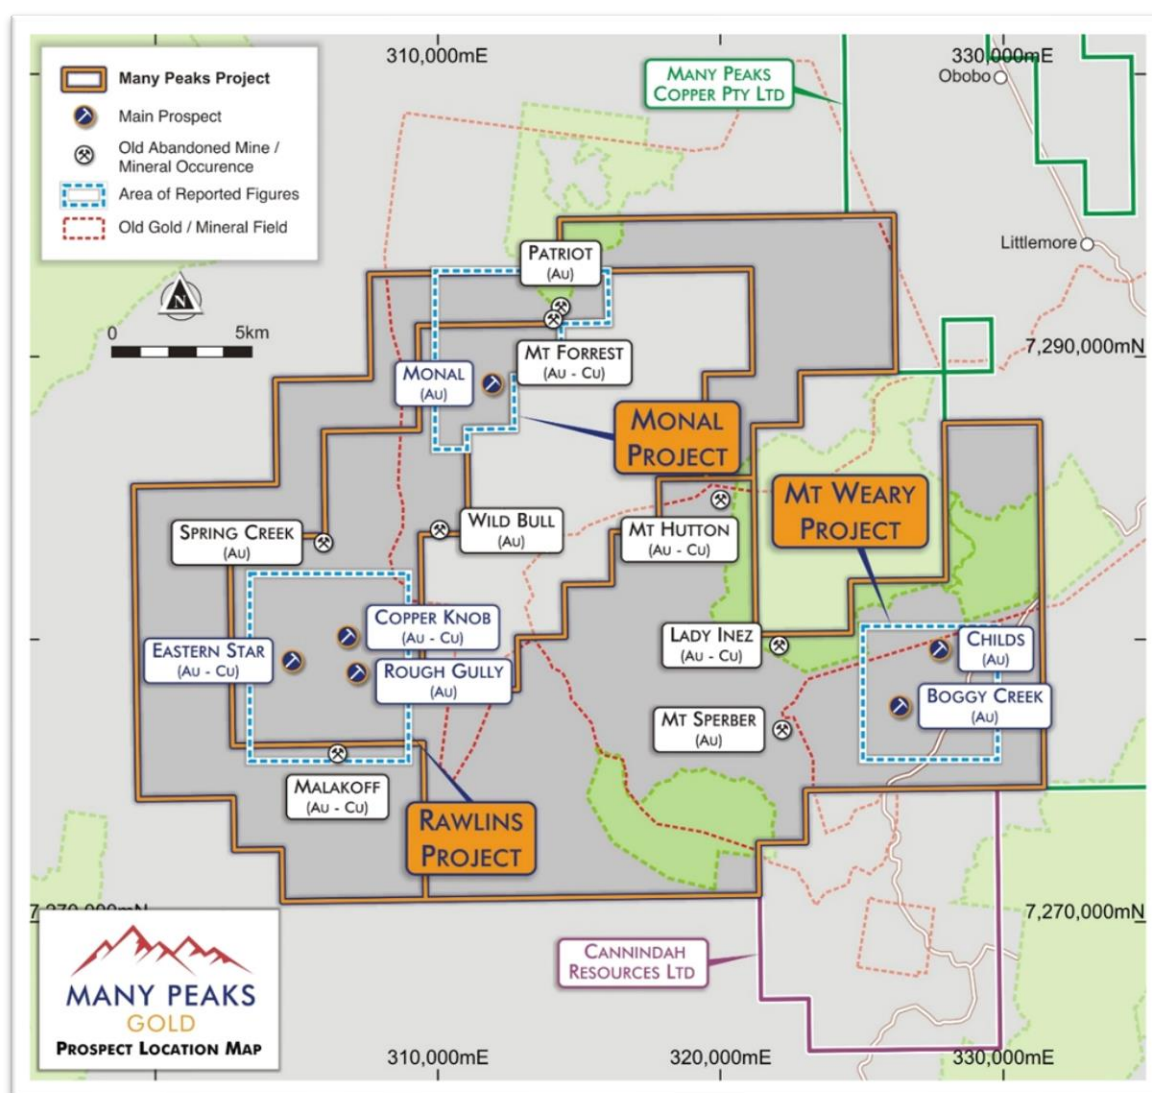 310,000mE
330,000mE
Many Peaks Project
Main Prospect
Old Abandoned Mine /
Mineral Occurence
Area of Reported Figures
Old Gold / Mineral Field
MANY PEAKS
COPPER PTY LTD
Obobo
Littlemore
N
0
5km
PATRIOT
(Au)
MT FORREST
(Au - Cu)
7,290,000mN
MONAL
(Au)
MONAL
PROJECT
MT WEARY
PROJECT
SPRING CREEK
(Au)
WILD BULL
(Au)
MT HUTTON
(Au - Cu)
COPPER KNOB
(Au - Cu)
EASTERN STAR
(Au - Cu)
ROUGH GULLY
(Au)
LADY INEZ
(Au - Cu)
CHILDS
(Au)
BOGGY CREEK
(Au)
MT SPERBER
(Au)
MALAKOFF
(Au - Cu)
RAWLINS
PROJECT
7,270,000mN
7,270,000mN
CANNINDAH
RESOURCES LTD
MANY PEAKS
GOLD
PROSPECT LOCATION MAP
310,000mE
320,000mE
330,000mE